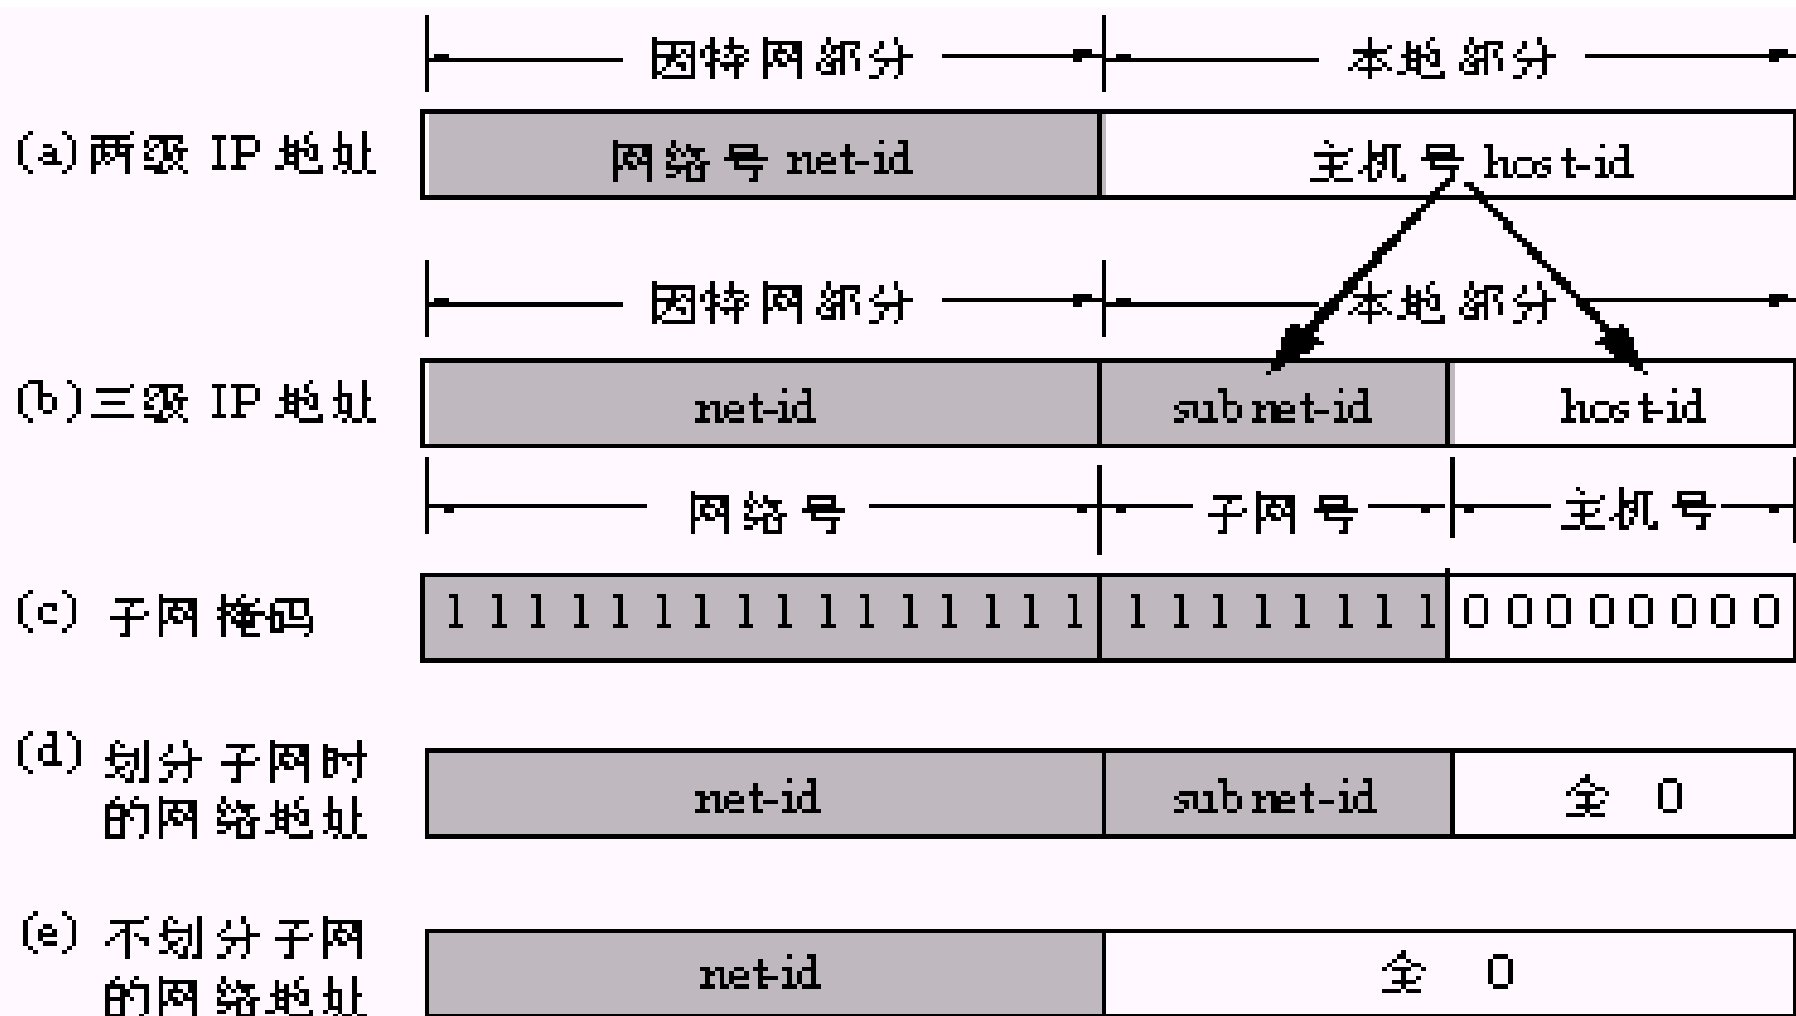 因特网部分 本地部分
(a)两级 IP 地址 网络号 net-id 主机号 host-id
因特网部分 本地部分
(b)三级 IP 地址 net-id subnet-id host-id
网络号 子网号 主机号
(c) 子网掩码 1 1 1 1 1 1 1 1 1 1 1 1 1 1 1 1 1 1 1 1 1 1 1 1 0 0 0 0 0 0 0 0
(d) 划分子网时
的网络地址 net-id subnet-id 全 0
(e) 不划分子网
的网络地址 net-id 全 0